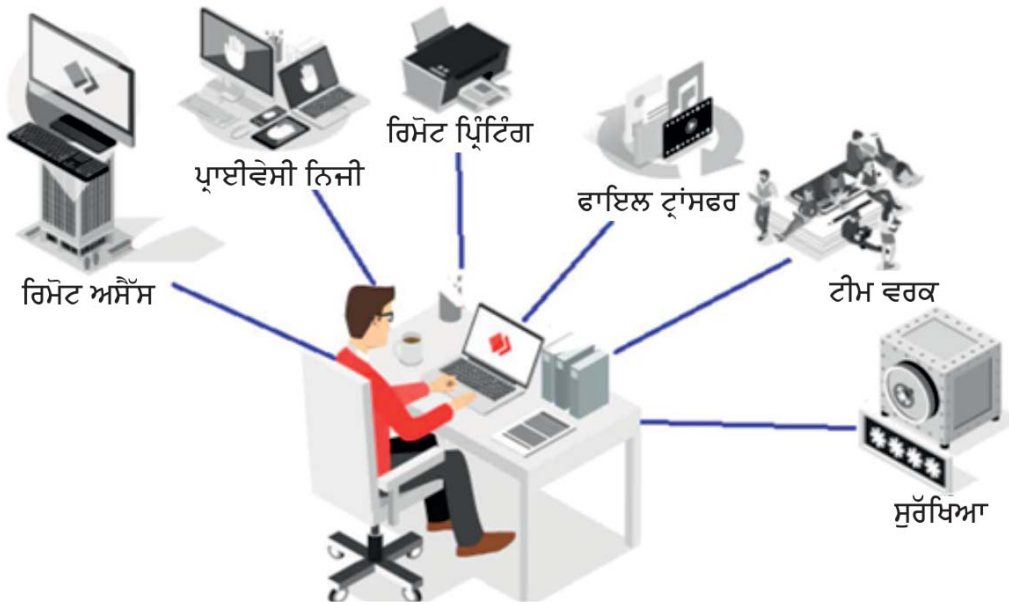 ਰਿਮੋਟ ਅਸੈੱਸ
ਪ੍ਰਾਈਵੇਸੀ ਨਿਜੀ
ਰਿਮੋਟ ਪ੍ਰਿੰਟਿੰਗ
ਫਾਇਲ ਟ੍ਰਾਂਸਫਰ
ਟੀਮ ਵਰਕ
ਸੁਰੱਖਿਆ